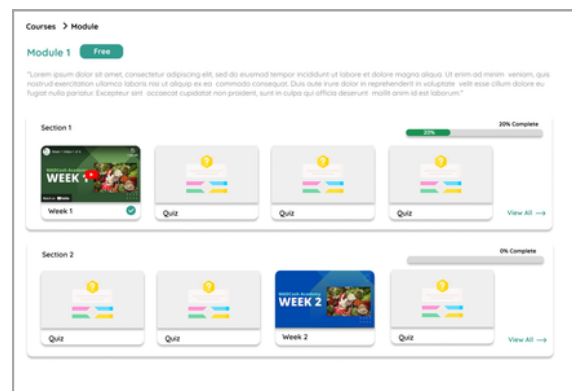 Courses > Module
Module 1 Free
"Lorem ipsum dolor sit amet, consectetur adipiscing elit, sed do eiusmod tempor incididunt ut labore et dolore magna aliqua. Ut enim ad minim veniam, quis
nostrud exercitation ullamco laboris nisi ut aliquip ex ea commodo consequat. Duis aute irure dolor in reprehenderit in voluptate velit esse cillum dolore eu
fugiat nulla pariatur. Excepteur sint occaecat cupidatat non proident, sunt in culpa qui officia deserunt mollit anim id est laborum."
Section 1
20% Complete
20%
WEEK
Week 1
Quiz
Quiz
Quiz
View All →
Section 2
0% Complete
WEEK 2
Quiz
Quiz
Week 2
Quiz
View All →